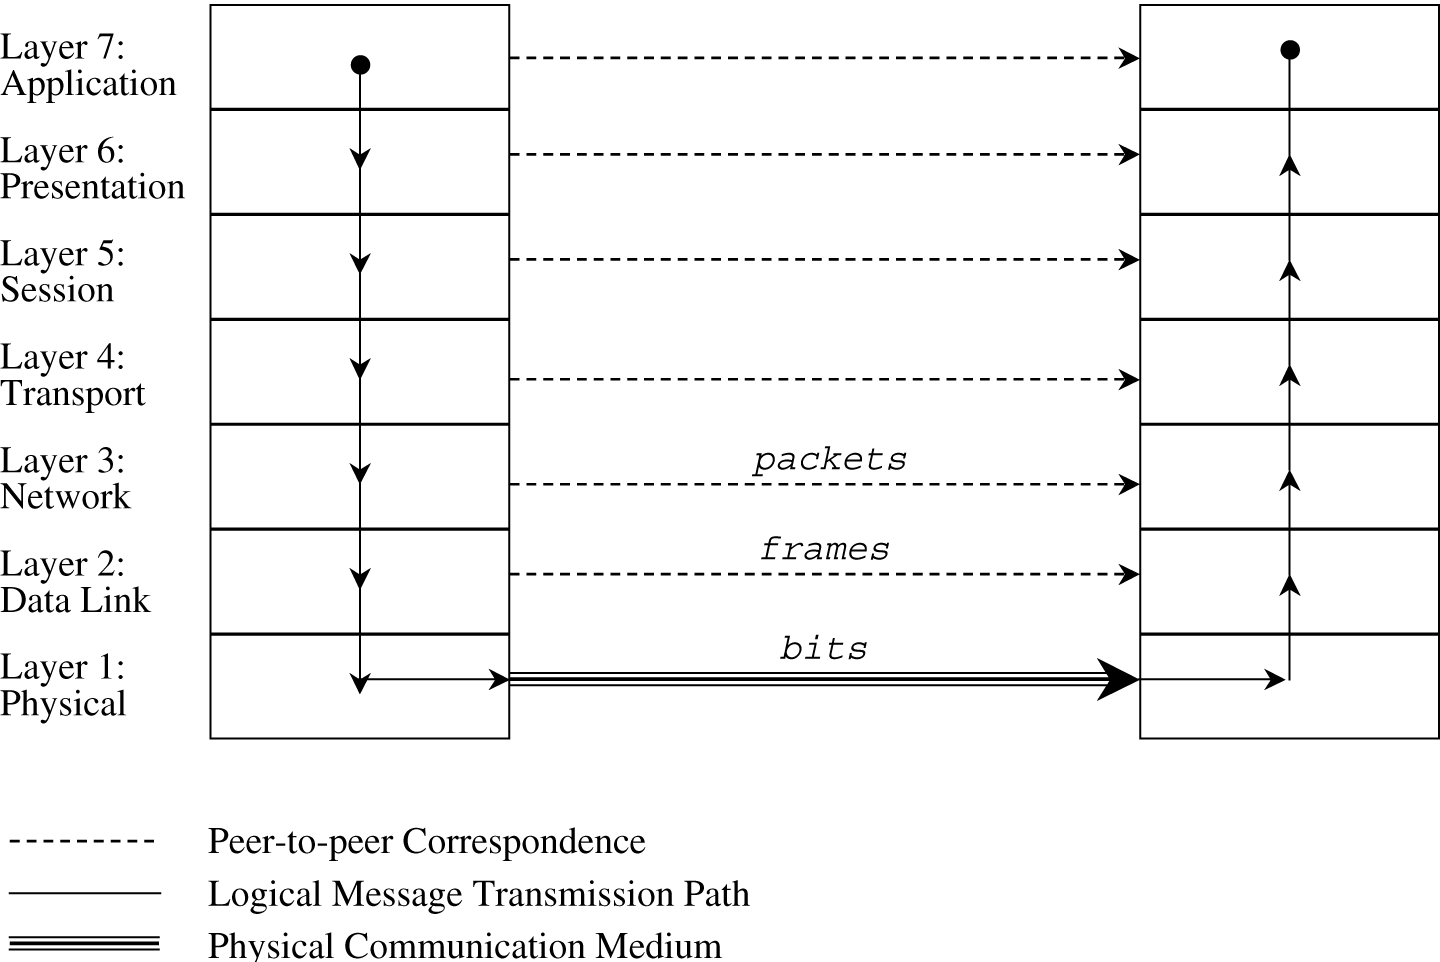 Layer 7:
Application
Layer 6:
Presentation
Layer 5:
Session
Layer 4:
Transport
Layer 3:
Network
packets
Layer 2:
Data Link
frames
Layer 1:
Physical
bits
Peer-to-peer Correspondence
Logical Message Transmission Path
Physical Communication Medium